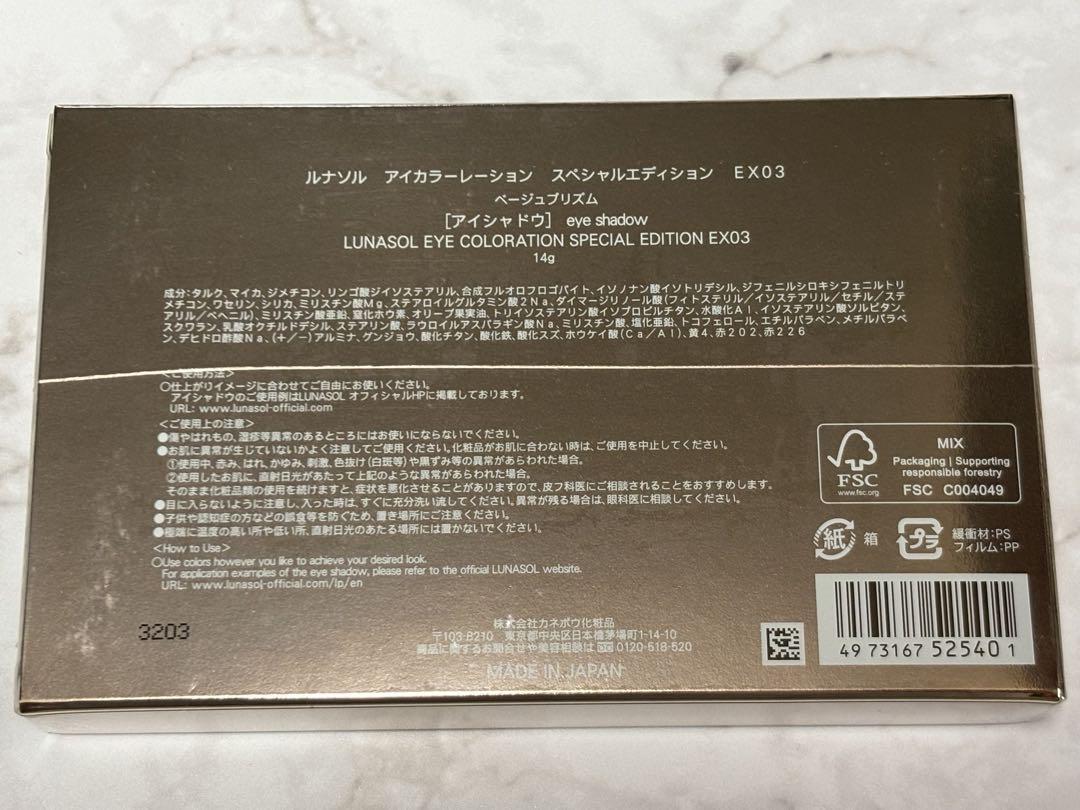 ルナソル アイカラーレーション スペシャルエディション EX03
ベージュプリズム
[アイシャドウ] eye shadow
LUNASOL EYE COLORATION SPECIAL EDITION EX03
14g
成分:タルク、マイカ、ジメチコン、リンゴ酸ジイソステアリル、合成フルオロフロゴパイト、イソノナン酸イソトリデシル、ジフェニルシロキシフェニルトリ
メチコン、ワセリン、シリカ、ミリスチン酸Mg、ステアロイルグルタミン酸2Na、ダイマージリノール酸(フィトステリル/イソステアリル/セチル/ステ
アリル/ベヘニル)、ミリスチン酸亜鉛、窒化ホウ素、オリーブ果実油、トリイソステアリン酸イソプロピルチタン、水酸化Al、イソステアリン酸ソルビタン、
スクワラン、乳酸オクチルドデシル、ステアリン酸、ラウロイルアスパラギン酸Na、ミリスチン酸、塩化亜鉛、トコフェロール、エチルパラベン、メチルパラベ
ン、デヒドロ酢酸Na、(+/-)アルミナ、グンジョウ、酸化チタン、酸化鉄、酸化スズ、ホウケイ酸(Ca/Al)、黄4、赤202、赤226
<ご使用方法>
○仕上がりイメージに合わせてご自由にお使いください。
アイシャドウのご使用例はLUNASOL オフィシャルHPに掲載しております。
URL: www.lunasol-official.com
<ご使用上の注意>
●傷やはれもの、湿疹等異常のあるところにはお使いにならないでください。
●お肌に異常が生じていないかよく注意してご使用ください。化粧品がお肌に合わない時は、ご使用を中止してください。
①使用中、赤み、はれ、かゆみ、刺激、色抜け(白斑等)や黒ずみ等の異常があらわれた場合。
②使用したお肌に、直射日光があたって上記のような異常があらわれた場合。
そのまま化粧品類の使用を続けますと、症状を悪化させることがありますので、皮フ科医にご相談されることをおすすめします。
●目に入らないように注意し、入った時は、すぐに充分洗い流してください。異常が残る場合は、眼科医にご相談ください。
●子供や認知症の方などの誤食等を防ぐため、置き場所にご注意ください。
●極端に温度の高い所や低い所、直射日光のあたる場所には置かないでください。
<How to Use>
○Use colors however you like to achieve your desired look.
For application examples of the eye shadow, please refer to the official LUNASOL website.
URL: www.lunasol-official.com/lp/en
3203
株式会社カネボウ化粧品
〒103-8210 東京都中央区日本橋茅場町1-14-10
商品に関するお問合せや美容相談は 0120-518-520
MADE IN JAPAN
FSC
www.fsc.org
MIX
Packaging | Supporting
responsible forestry
FSC C004049
紙 箱
プラ 緩衝材:PS
フィルム:PP
4973167525401